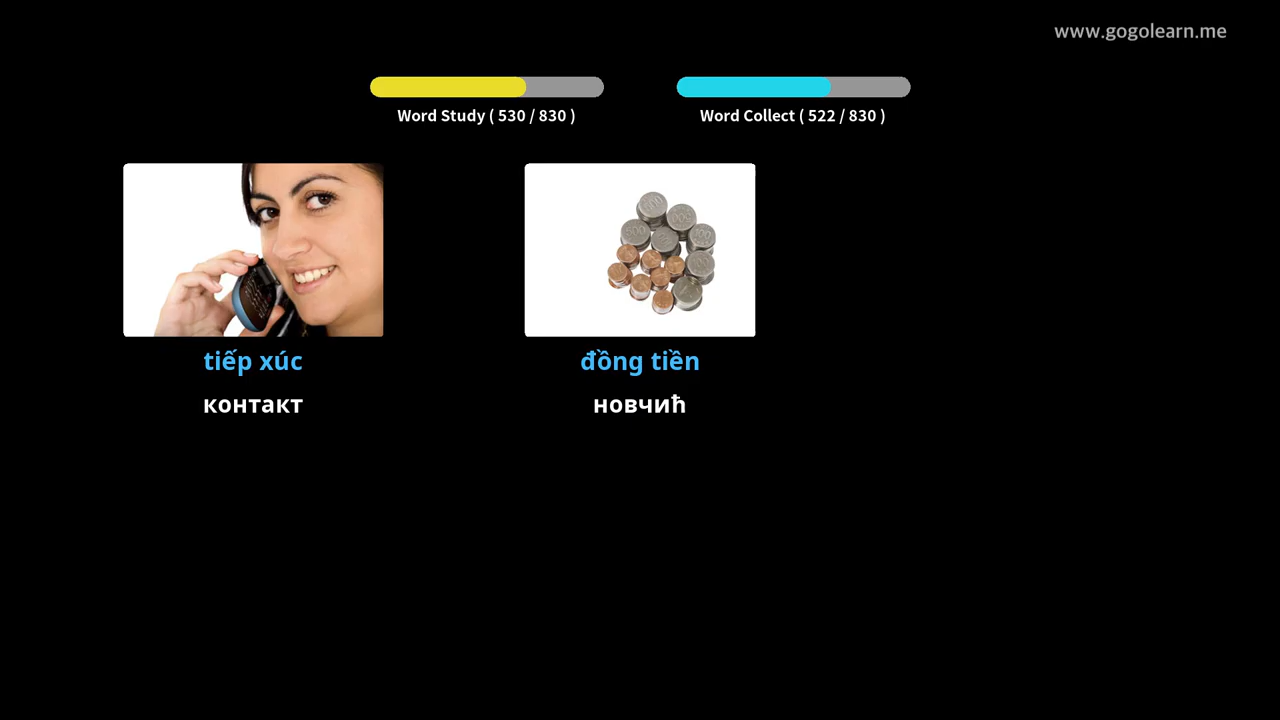 www.gogolearn.me
Word Study ( 530 / 830 )
Word Collect ( 522 / 830 )
tiếp xúc
контакт
đồng tiền
новчић